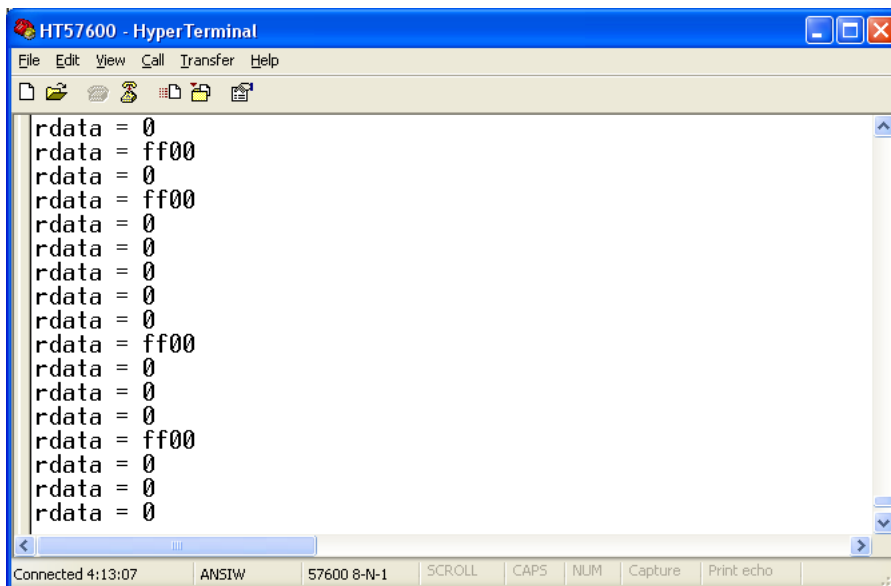 HT57600 - HyperTerminal
File Edit View Call Transfer Help
rdata = 0
rdata = ff00
rdata = 0
rdata = ff00
rdata = 0
rdata = 0
rdata = 0
rdata = 0
rdata = 0
rdata = ff00
rdata = 0
rdata = 0
rdata = 0
rdata = ff00
rdata = 0
rdata = 0
rdata = 0
Connected 4:13:07 ANSIW 57600 8-N-1 SCROLL CAPS NUM Capture Print echo